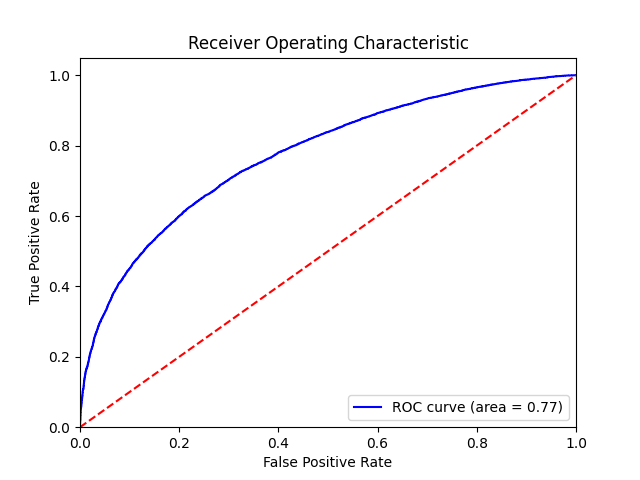 Receiver Operating Characteristic
True Positive Rate
1.0
0.8
0.6
0.4
0.2
0.0
0.0 0.2 0.4 0.6 0.8 1.0
False Positive Rate
ROC curve (area = 0.77)